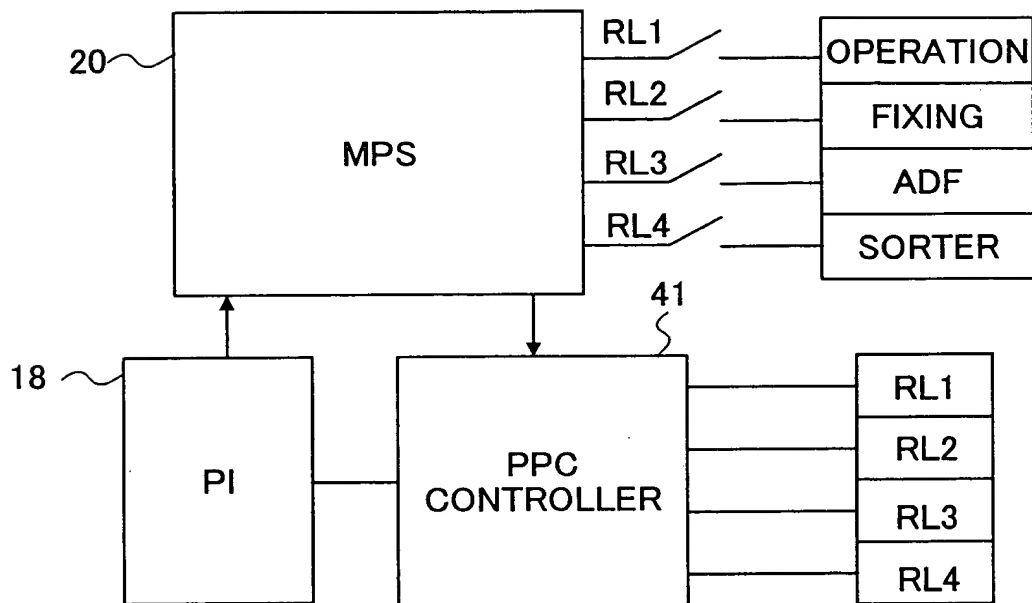 20
MPS
RL1
RL2
RL3
RL4
OPERATION
FIXING
ADF
SORTER
18
PI
41
PPC
CONTROLLER
RL1
RL2
RL3
RL4